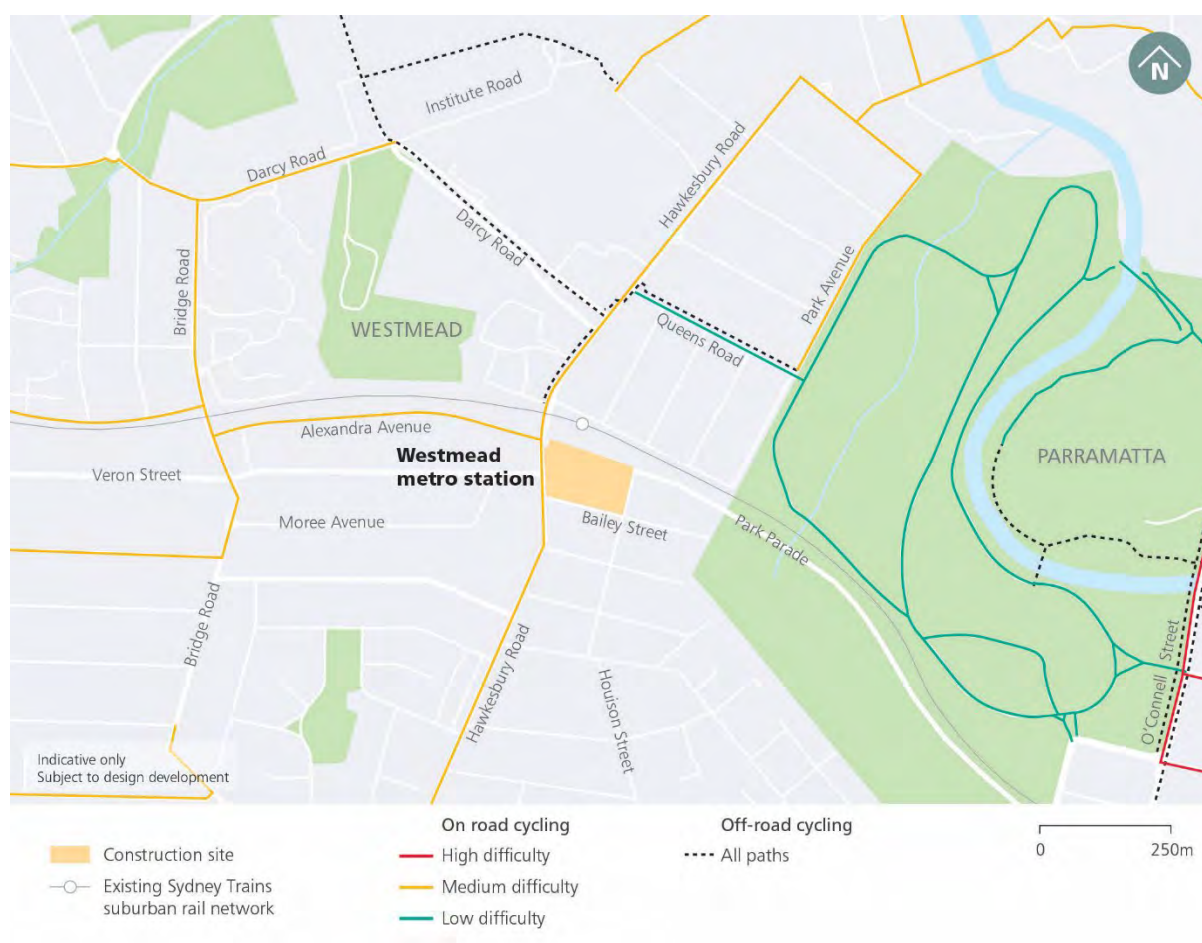 N
Institute Road
Darcy Road
Hawkesbury Road
Darcy Road
Bridge Road
WESTMEAD
Park Avenue
Queens Road
Alexandra Avenue
Westmead
metro station
Veron Street
PARRAMATTA
Moree Avenue
Bailey Street
Park Parade
Bridge Road
Hawkesbury Road
Houison Street
O'Connell Street
Indicative only
Subject to design development
On road cycling
Off-road cycling
Construction site
High difficulty
All paths
0
250m
Existing Sydney Trains
suburban rail network
Medium difficulty
Low difficulty